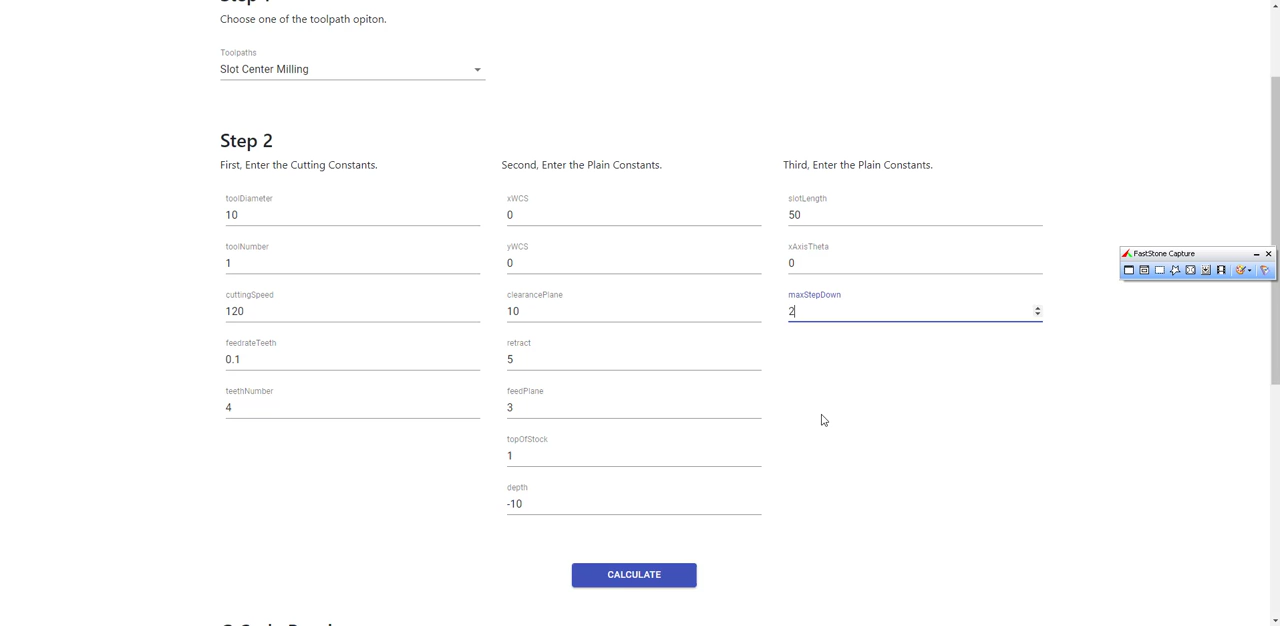 Choose one of the toolpath opiton.
Toolpaths
Slot Center Milling
Step 2
First, Enter the Cutting Constants.
Second, Enter the Plain Constants.
Third, Enter the Plain Constants.
toolDiameter
10
xWCS
0
slotLength
50
toolNumber
1
yWCS
0
xAxisTheta
0
cuttingSpeed
120
clearancePlane
10
maxStepDown
2
feedrateTeeth
0.1
retract
5
teethNumber
4
feedPlane
3
topOfStock
1
depth
-10
CALCULATE
FastStone Capture